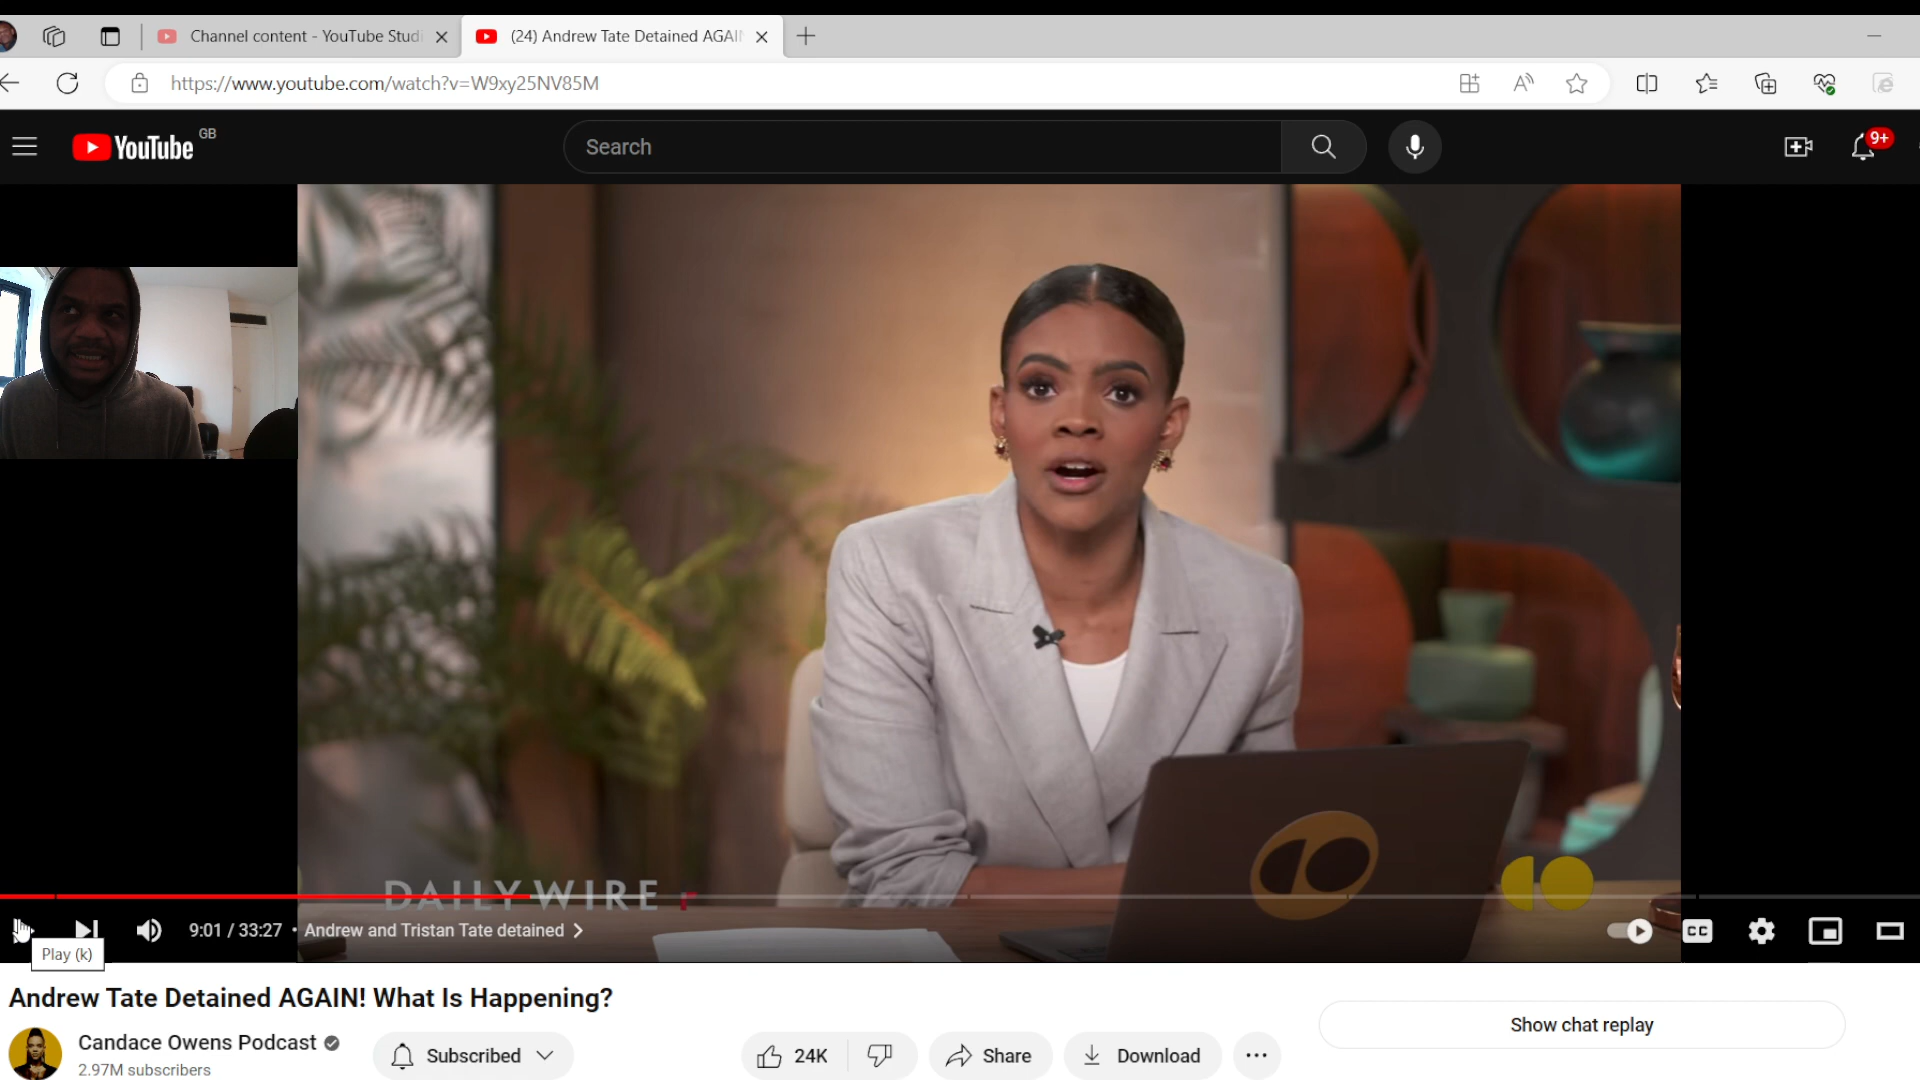 Channel content - YouTube Studi
(24) Andrew Tate Detained AGAI
https://www.youtube.com/watch?v=W9xy25NV85M
YouTube GB
Search
9+
DAILYWIRE
9:01 / 33:27 • Andrew and Tristan Tate detained
CC
Play (k)
Andrew Tate Detained AGAIN! What Is Happening?
Show chat replay
Candace Owens Podcast
2.97M subscribers
Subscribed
24K
Share
Download